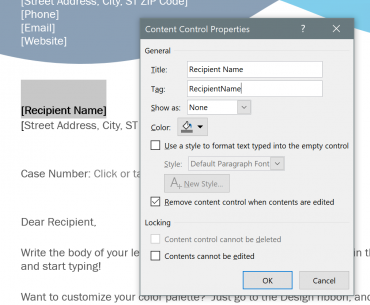 [Street Address, City, ST ZIP Code]
[Phone]
[Email]
[Website]
[Recipient Name]
[Street Address, City, ST
Case Number: Click or ta
Dear Recipient,
Write the body of your le
in th
and start typing!
Want to customize your color palette? Just go to the Design ribbon, and
Content Control Properties ? ×
General
Title: Recipient Name
Tag: RecipientName
Show as: None
Color:
Use a style to format text typed into the empty control
Style: Default Paragraph Font
New Style...
Remove content control when contents are edited
Locking
Content control cannot be deleted
Contents cannot be edited
OK Cancel